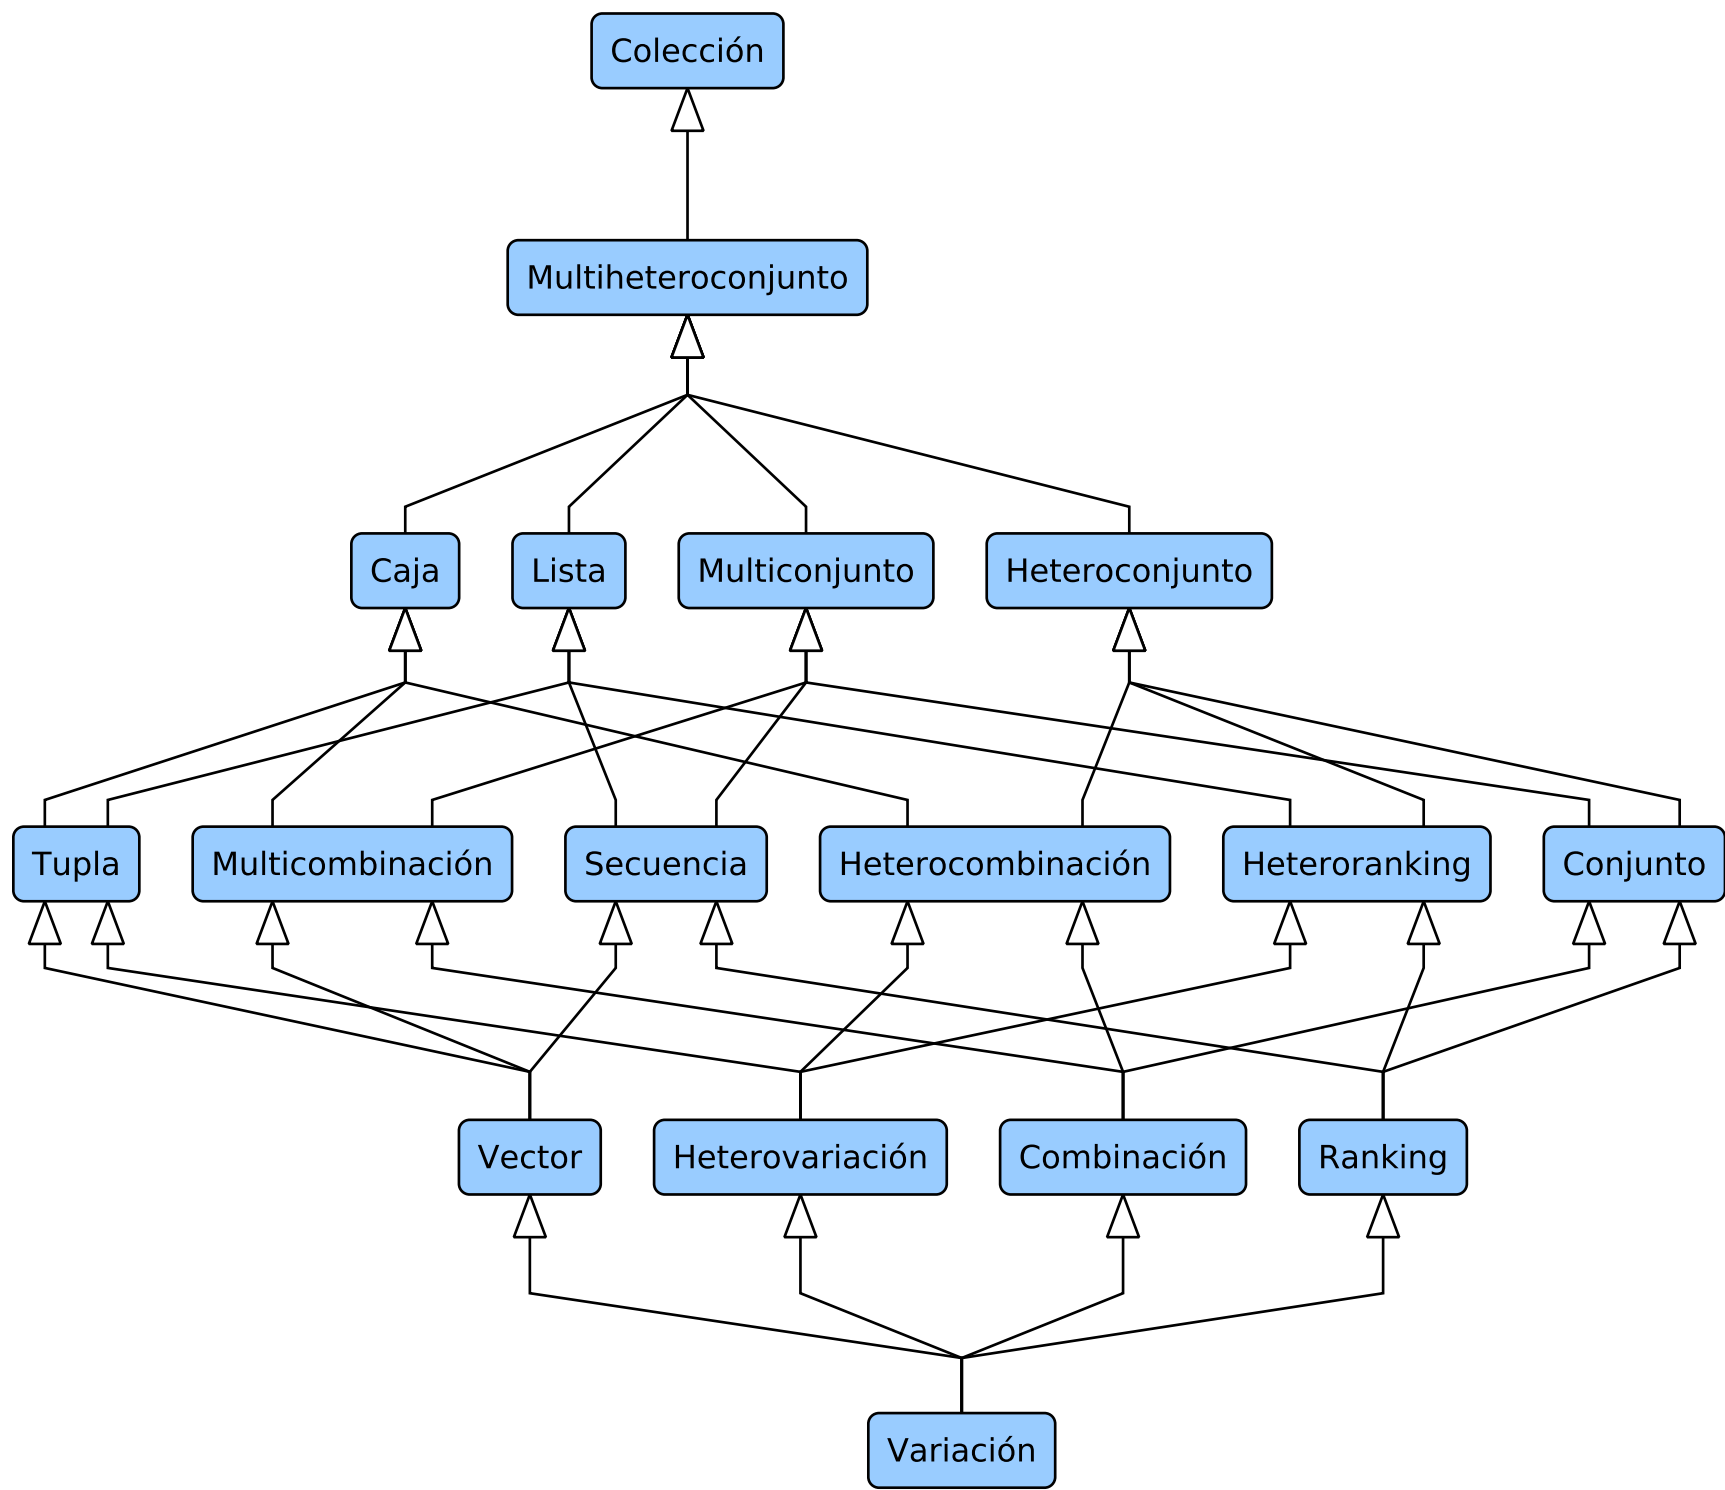 Colección
Multiheteroconjunto
Caja
Lista
Multiconjunto
Heteroconjunto
Tupla
Multicombinación
Secuencia
Heterocombinación
Heteroranking
Conjunto
Vector
Heterovariación
Combinación
Ranking
Variación